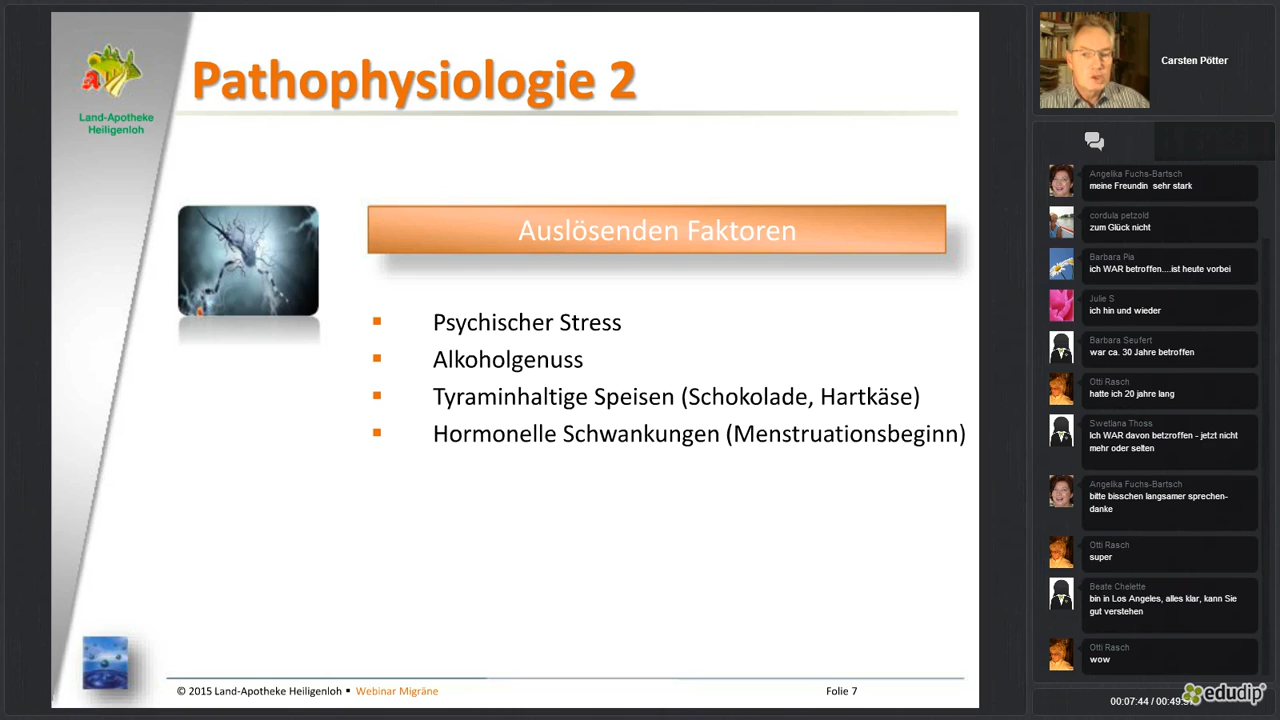 Pathophysiologie 2
Land-Apotheke
Heiligenloh
Auslösenden Faktoren
Psychischer Stress
Alkoholgenuss
Tyraminhaltige Speisen (Schokolade, Hartkäse)
Hormonelle Schwankungen (Menstruationsbeginn)
© 2015 Land-Apotheke Heiligenloh ▪ Webinar Migräne
Folie 7
Carsten Pötter
Angelika Fuchs-Bartsch
meine Freundin sehr stark
cordula petzold
zum Glück nicht
Barbara Pia
ich WAR betroffen....ist heute vorbei
Julie S
ich hin und wieder
Barbara Seufert
war ca. 30 Jahre betroffen
Otti Rasch
hatte ich 20 jahre lang
Swetlana Thoss
Ich WAR davon betzroffen - jetzt nicht
mehr oder selten
Angelika Fuchs-Bartsch
bitte bisschen langsamer sprechen-
danke
Otti Rasch
super
Beate Chelette
bin in Los Angeles, alles klar, kann Sie
gut verstehen
Otti Rasch
wow
00:07:44 /
edudip